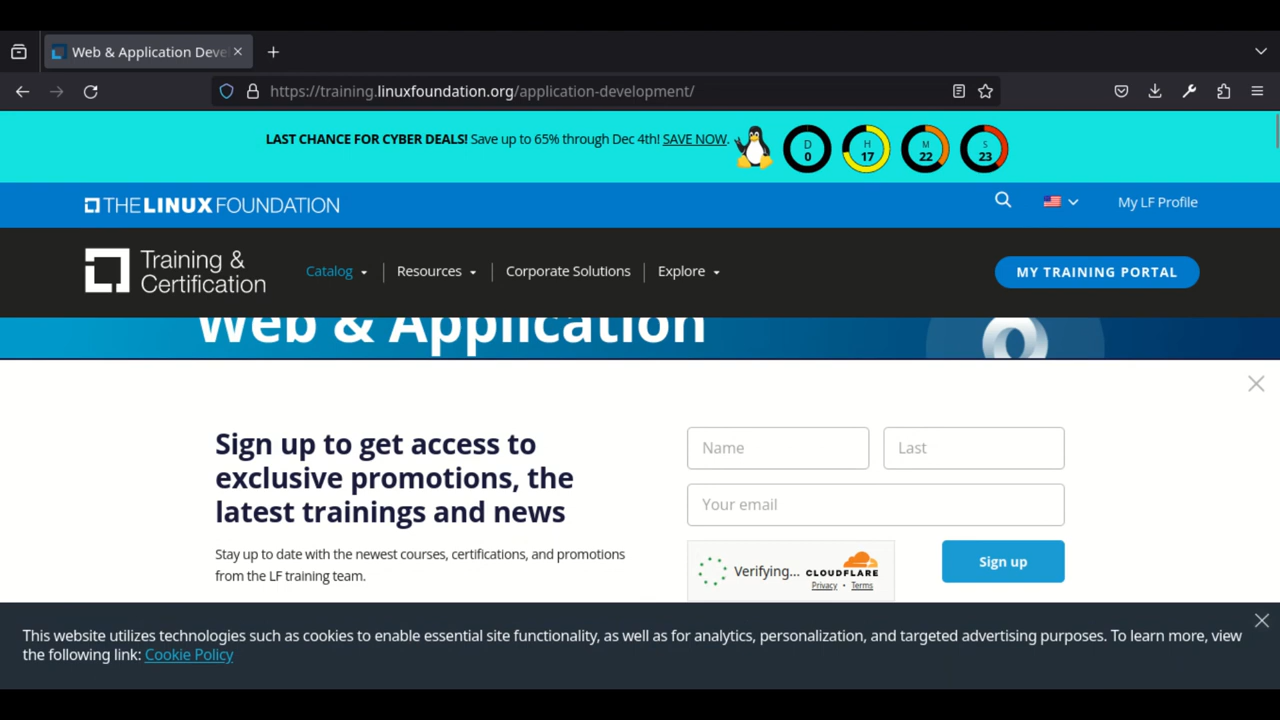 Web & Application Deve
https://training.linuxfoundation.org/application-development/
LAST CHANCE FOR CYBER DEALS! Save up to 65% through Dec 4th! SAVE NOW.
D
0
H
17
M
22
S
23
THE LINUX FOUNDATION
My LF Profile
Training &
Certification
Catalog
Resources
Corporate Solutions
Explore
MY TRAINING PORTAL
Web & Application
Sign up to get access to
exclusive promotions, the
latest trainings and news
Stay up to date with the newest courses, certifications, and promotions
from the LF training team.
Name
Last
Your email
Verifying...
CLOUDFLARE
Privacy • Terms
Sign up
This website utilizes technologies such as cookies to enable essential site functionality, as well as for analytics, personalization, and targeted advertising purposes. To learn more, view
the following link: Cookie Policy